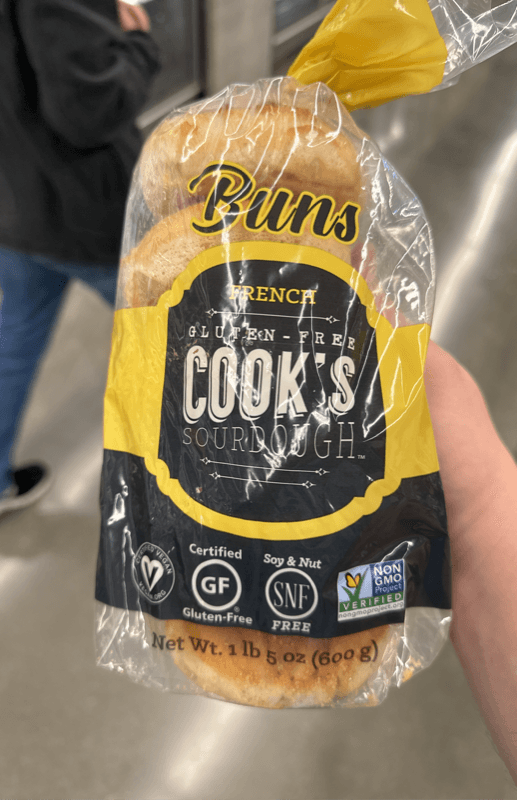 Buns
FRENCH
GLUTEN-FREE
COOK'S
SOURDOUGH™
Certified
GF
Gluten-Free
Soy & Nut
SNF
FREE
NON
GMO
Project
VERIFIED
nongmoproject.org
Net Wt. 1 lb 5 oz (600 g)